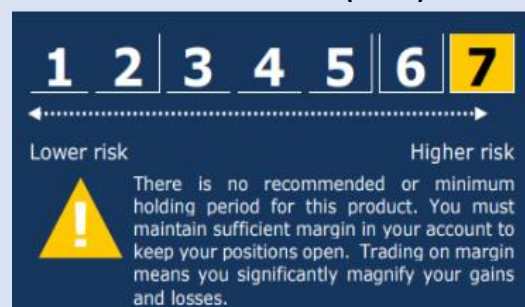 1 2 3 4 5 6 7
Lower risk Higher risk
!
There is no recommended or minimum
holding period for this product. You must
maintain sufficient margin in your account to
keep your positions open. Trading on margin
means you significantly magnify your gains
and losses.